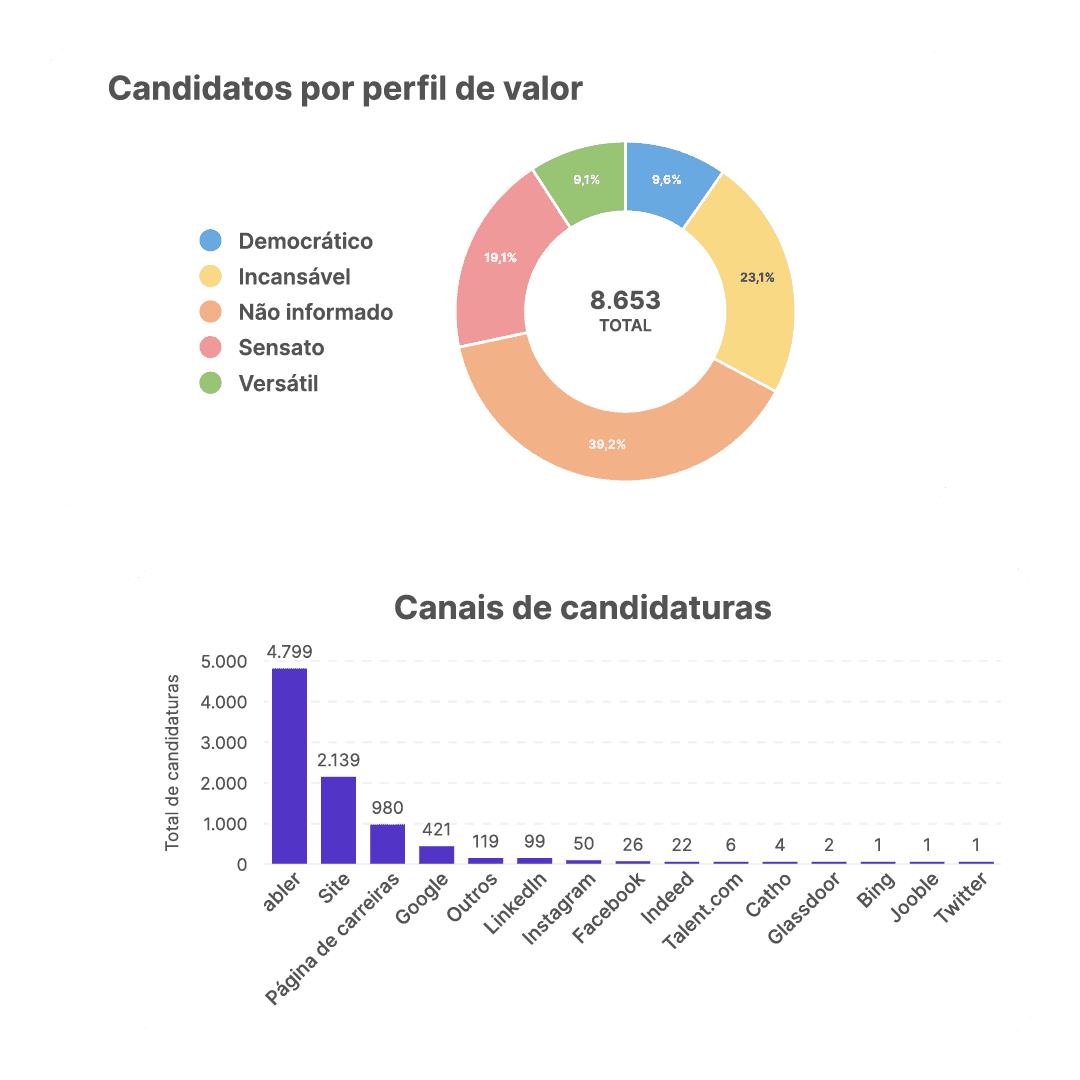 Candidatos por perfil de valor
9,1%
9,6%
19,1%
23,1%
39,2%
8.653
TOTAL
Democrático
Incansável
Não informado
Sensato
Versátil
Canais de candidaturas
Total de candidaturas
5.000
4.000
3.000
2.000
1.000
0
4.799
2.139
980
421
119
99
50
26
22
6
4
2
1
1
1
abler
Site
Página de carreiras
Google
Outros
LinkedIn
Instagram
Facebook
Indeed
Talent.com
Catho
Glassdoor
Bing
Jooble
Twitter